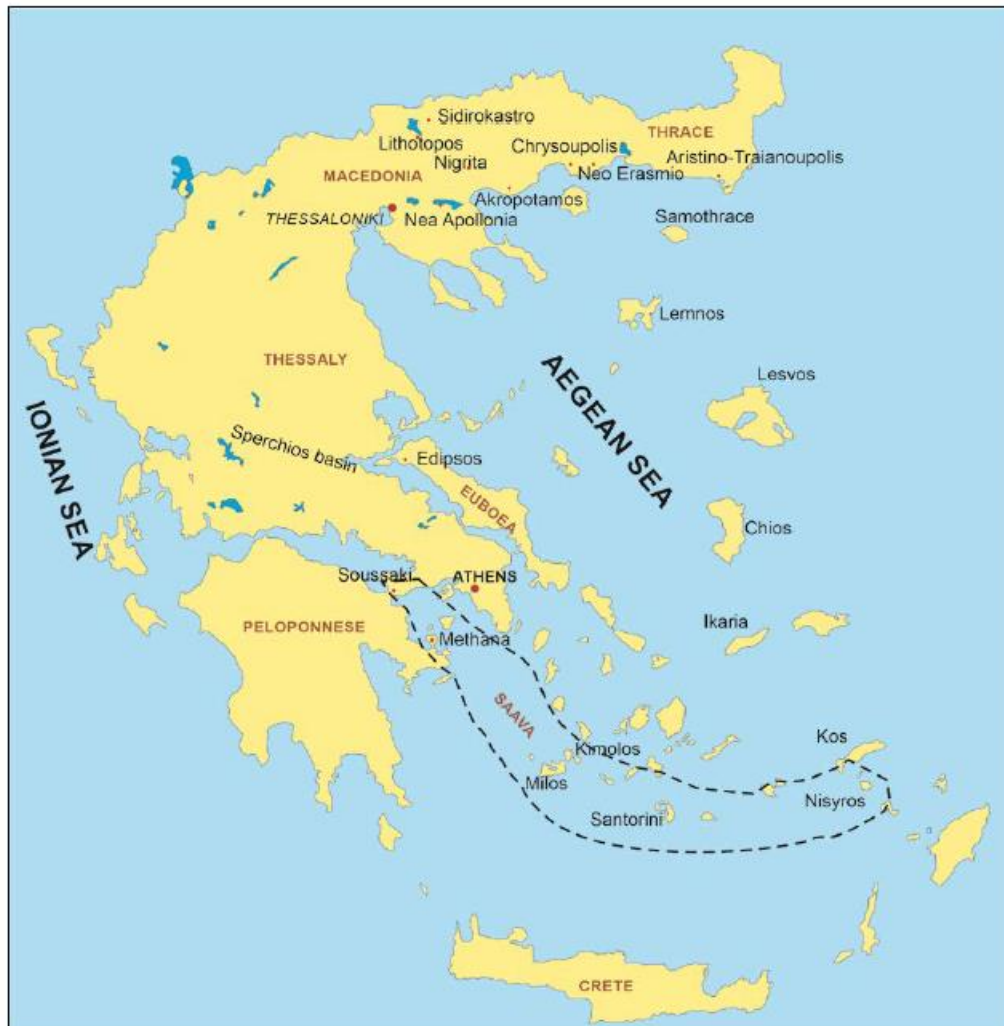 Sidirokastro
THRACE
Lithotopos
Chrysoupolis
Nigrita
Aristino-Traianoupolis
MACEDONIA
Neo Erasmio
Akropotamos
THESSALONIKI
Nea Apollonia
Samothrace
Lemnos
THESSALY
AEGEAN SEA
Lesvos
IONIAN SEA
Sperchios basin
Edipsos
EUBOEA
Chios
Soussaki
ATHENS
PELOPONNESE
Methana
Ikaria
SAAVA
Kimolos
Kos
Milos
Nisyros
Santorini
CRETE